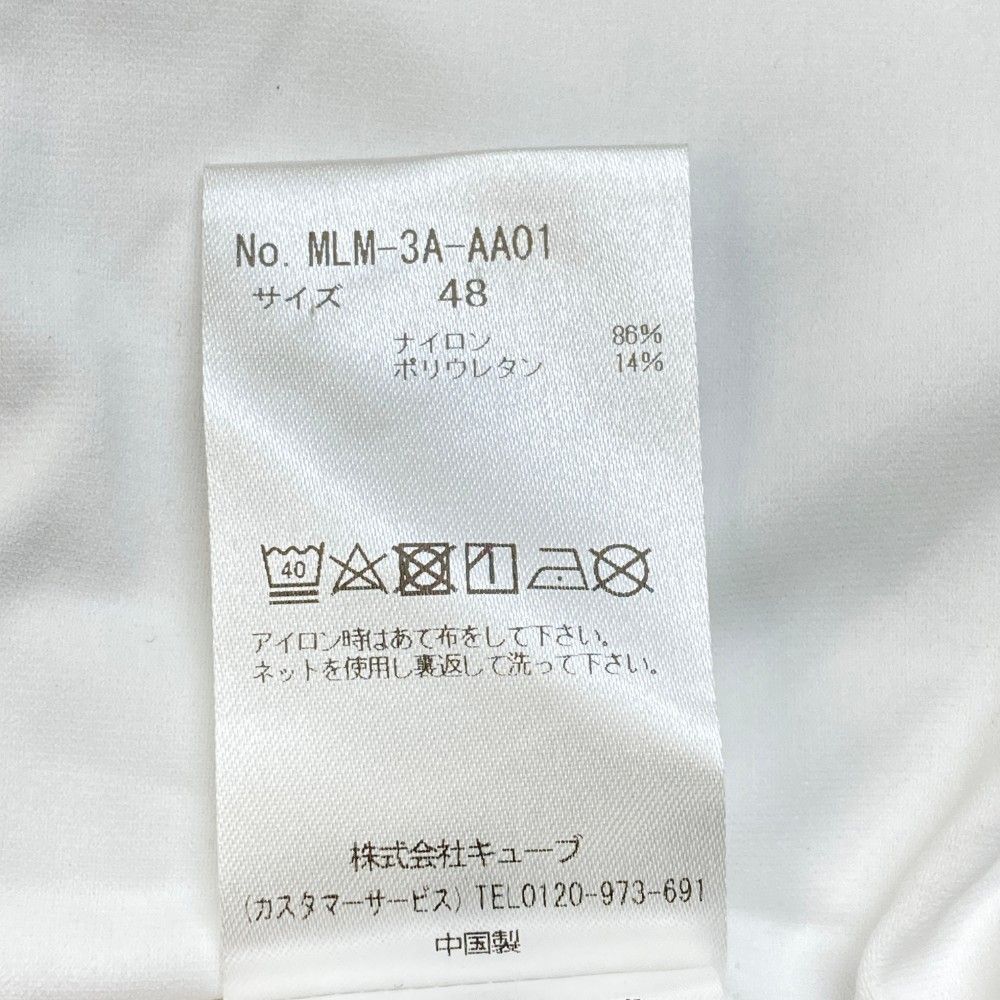 No. MLM-3A-AA01
サイズ 48
ナイロン 86%
ポリウレタン 14%
40
アイロン時はあて布をして下さい。
ネットを使用し裏返して洗って下さい。
株式会社キューブ
(カスタマーサービス) TEL0120-973-691
中国製